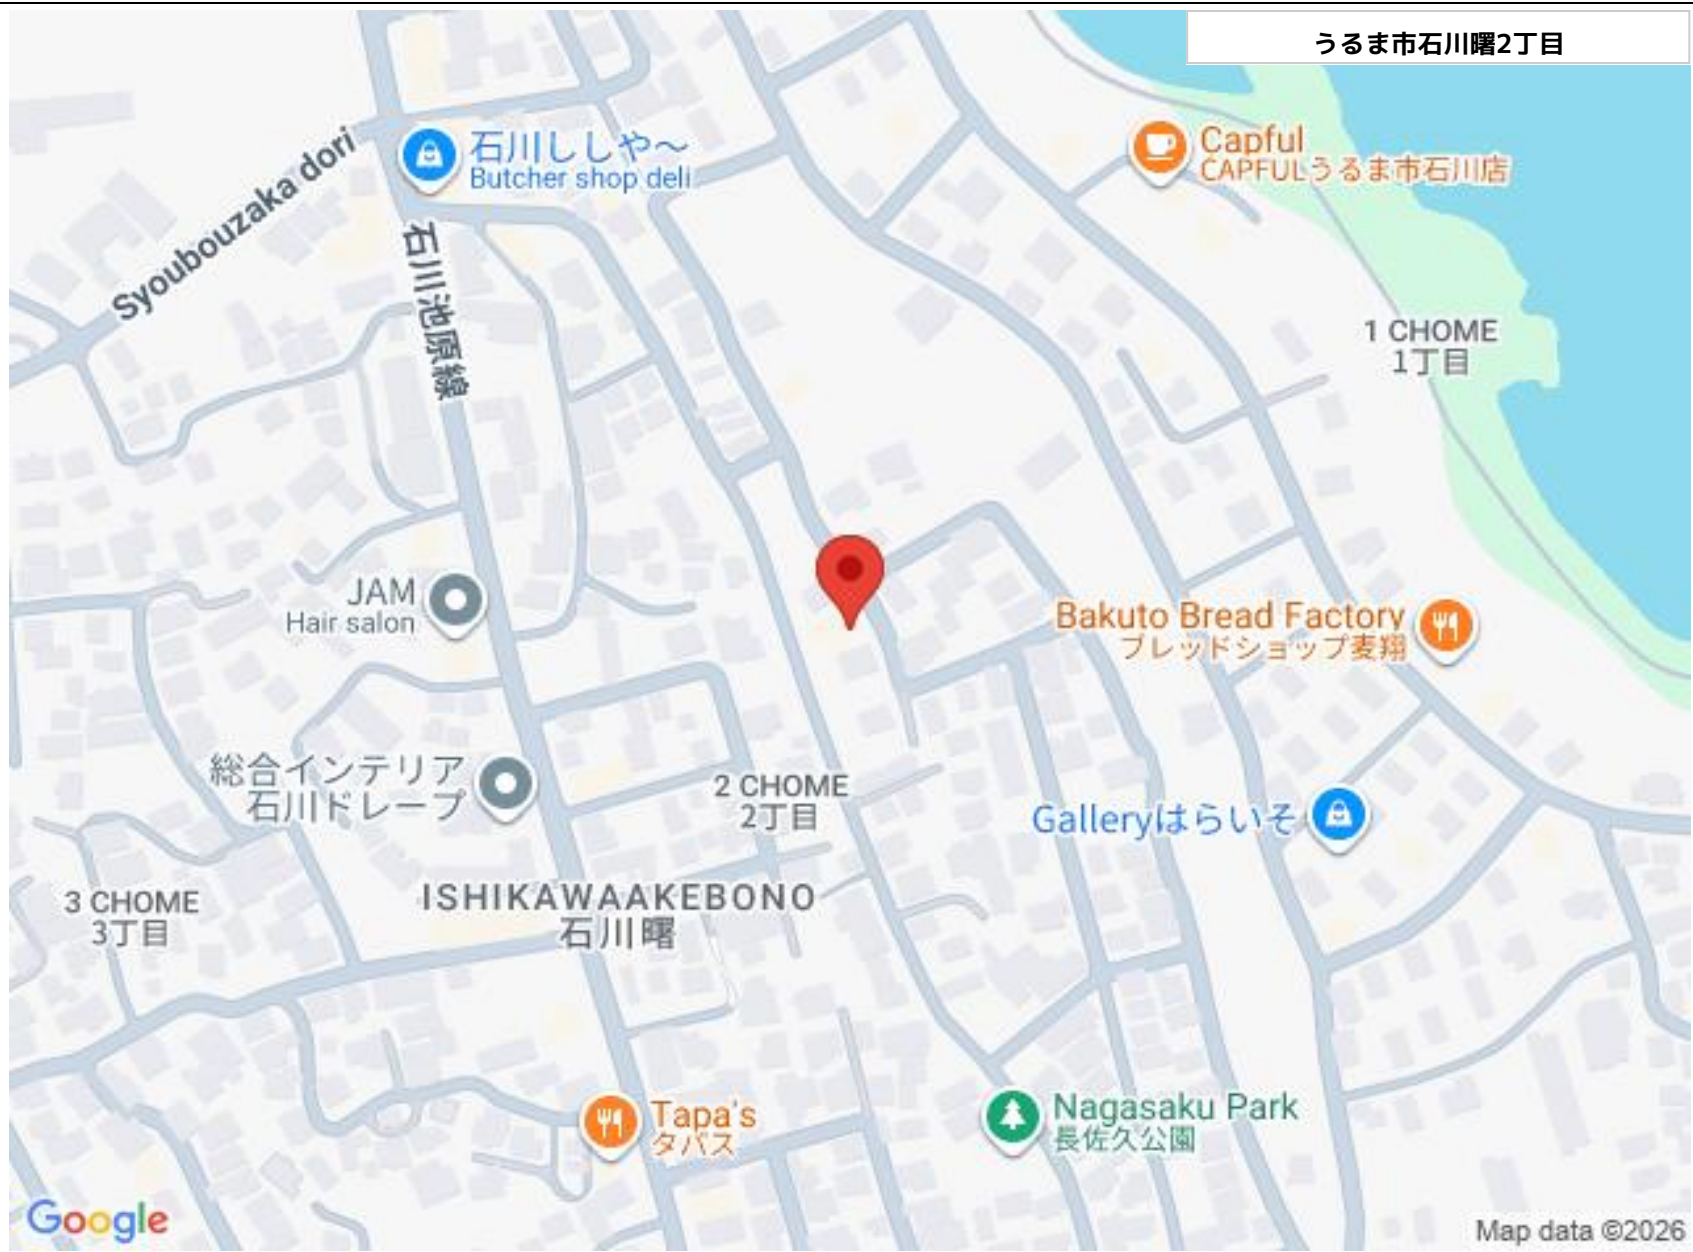 うるま市石川曙2丁目
石川ししや～
Butcher shop deli
Capful
CAPFULうるま市石川店
Syoubouzaka dori
石川池原線
1 CHOME
1丁目
JAM
Hair salon
Bakuto Bread Factory
ブレッドショップ麦翔
総合インテリア
石川ドレープ
2 CHOME
2丁目
Galleryはらいそ
3 CHOME
3丁目
ISHIKAWAAKEBONO
石川曙
Tapa's
タパス
Nagasaku Park
長佐久公園
Google
Map data ©2026